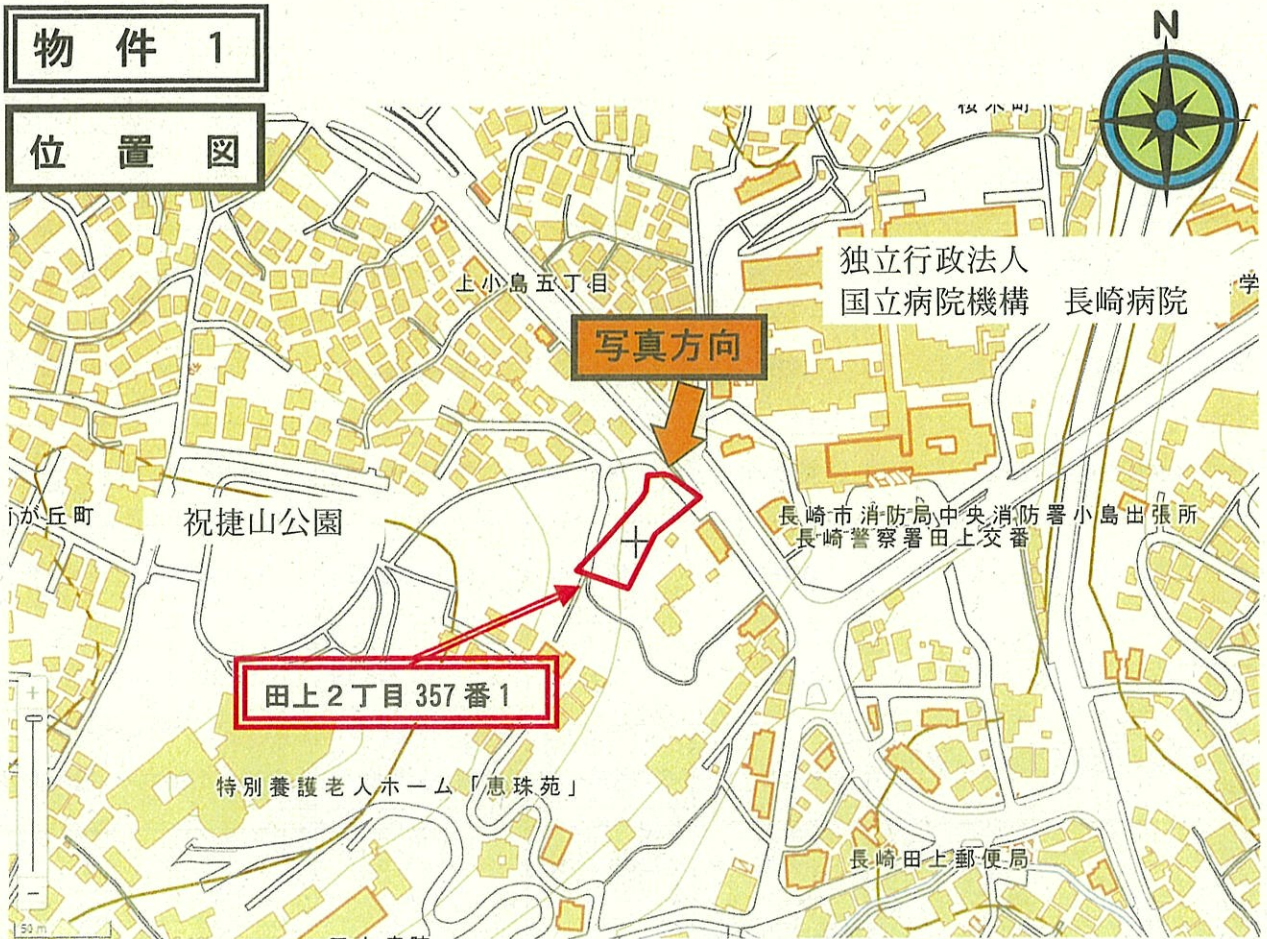 物件 1
位置図
N
上小島五丁目
独立行政法人
国立病院機構 長崎病院
学
写真方向
が丘町
祝捷山公園
長崎市消防局中央消防署小島出張所
長崎警察署田上交番
田上2丁目357番1
特別養護老人ホーム「恵珠苑」
長崎田上郵便局
+
−
50 m